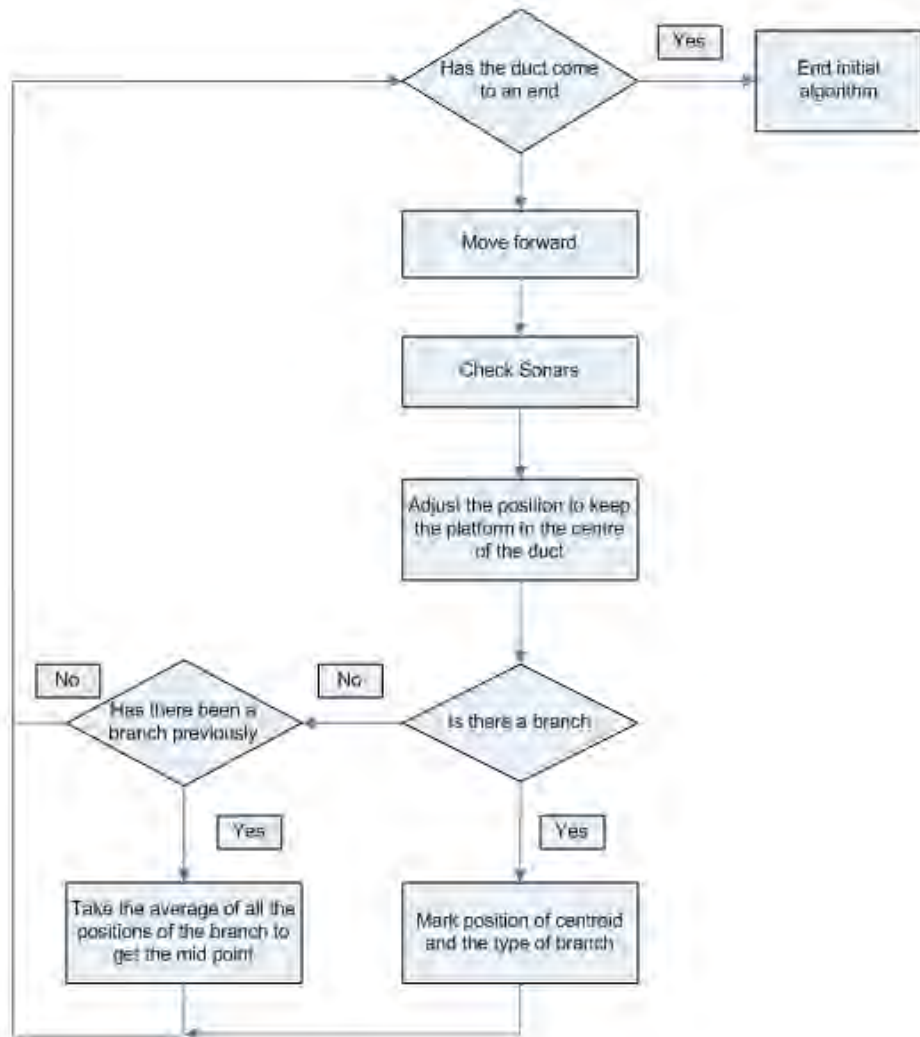 Has the duct come
to an end
Yes
End initial
algorithm
Move forward
Check Sonars
Adjust the position to keep
the platform in the centre
of the duct
No
Has there been a
branch previously
No
Is there a branch
Yes
Yes
Take the average of all the
positions of the branch to
get the mid point
Mark position of centroid
and the type of branch